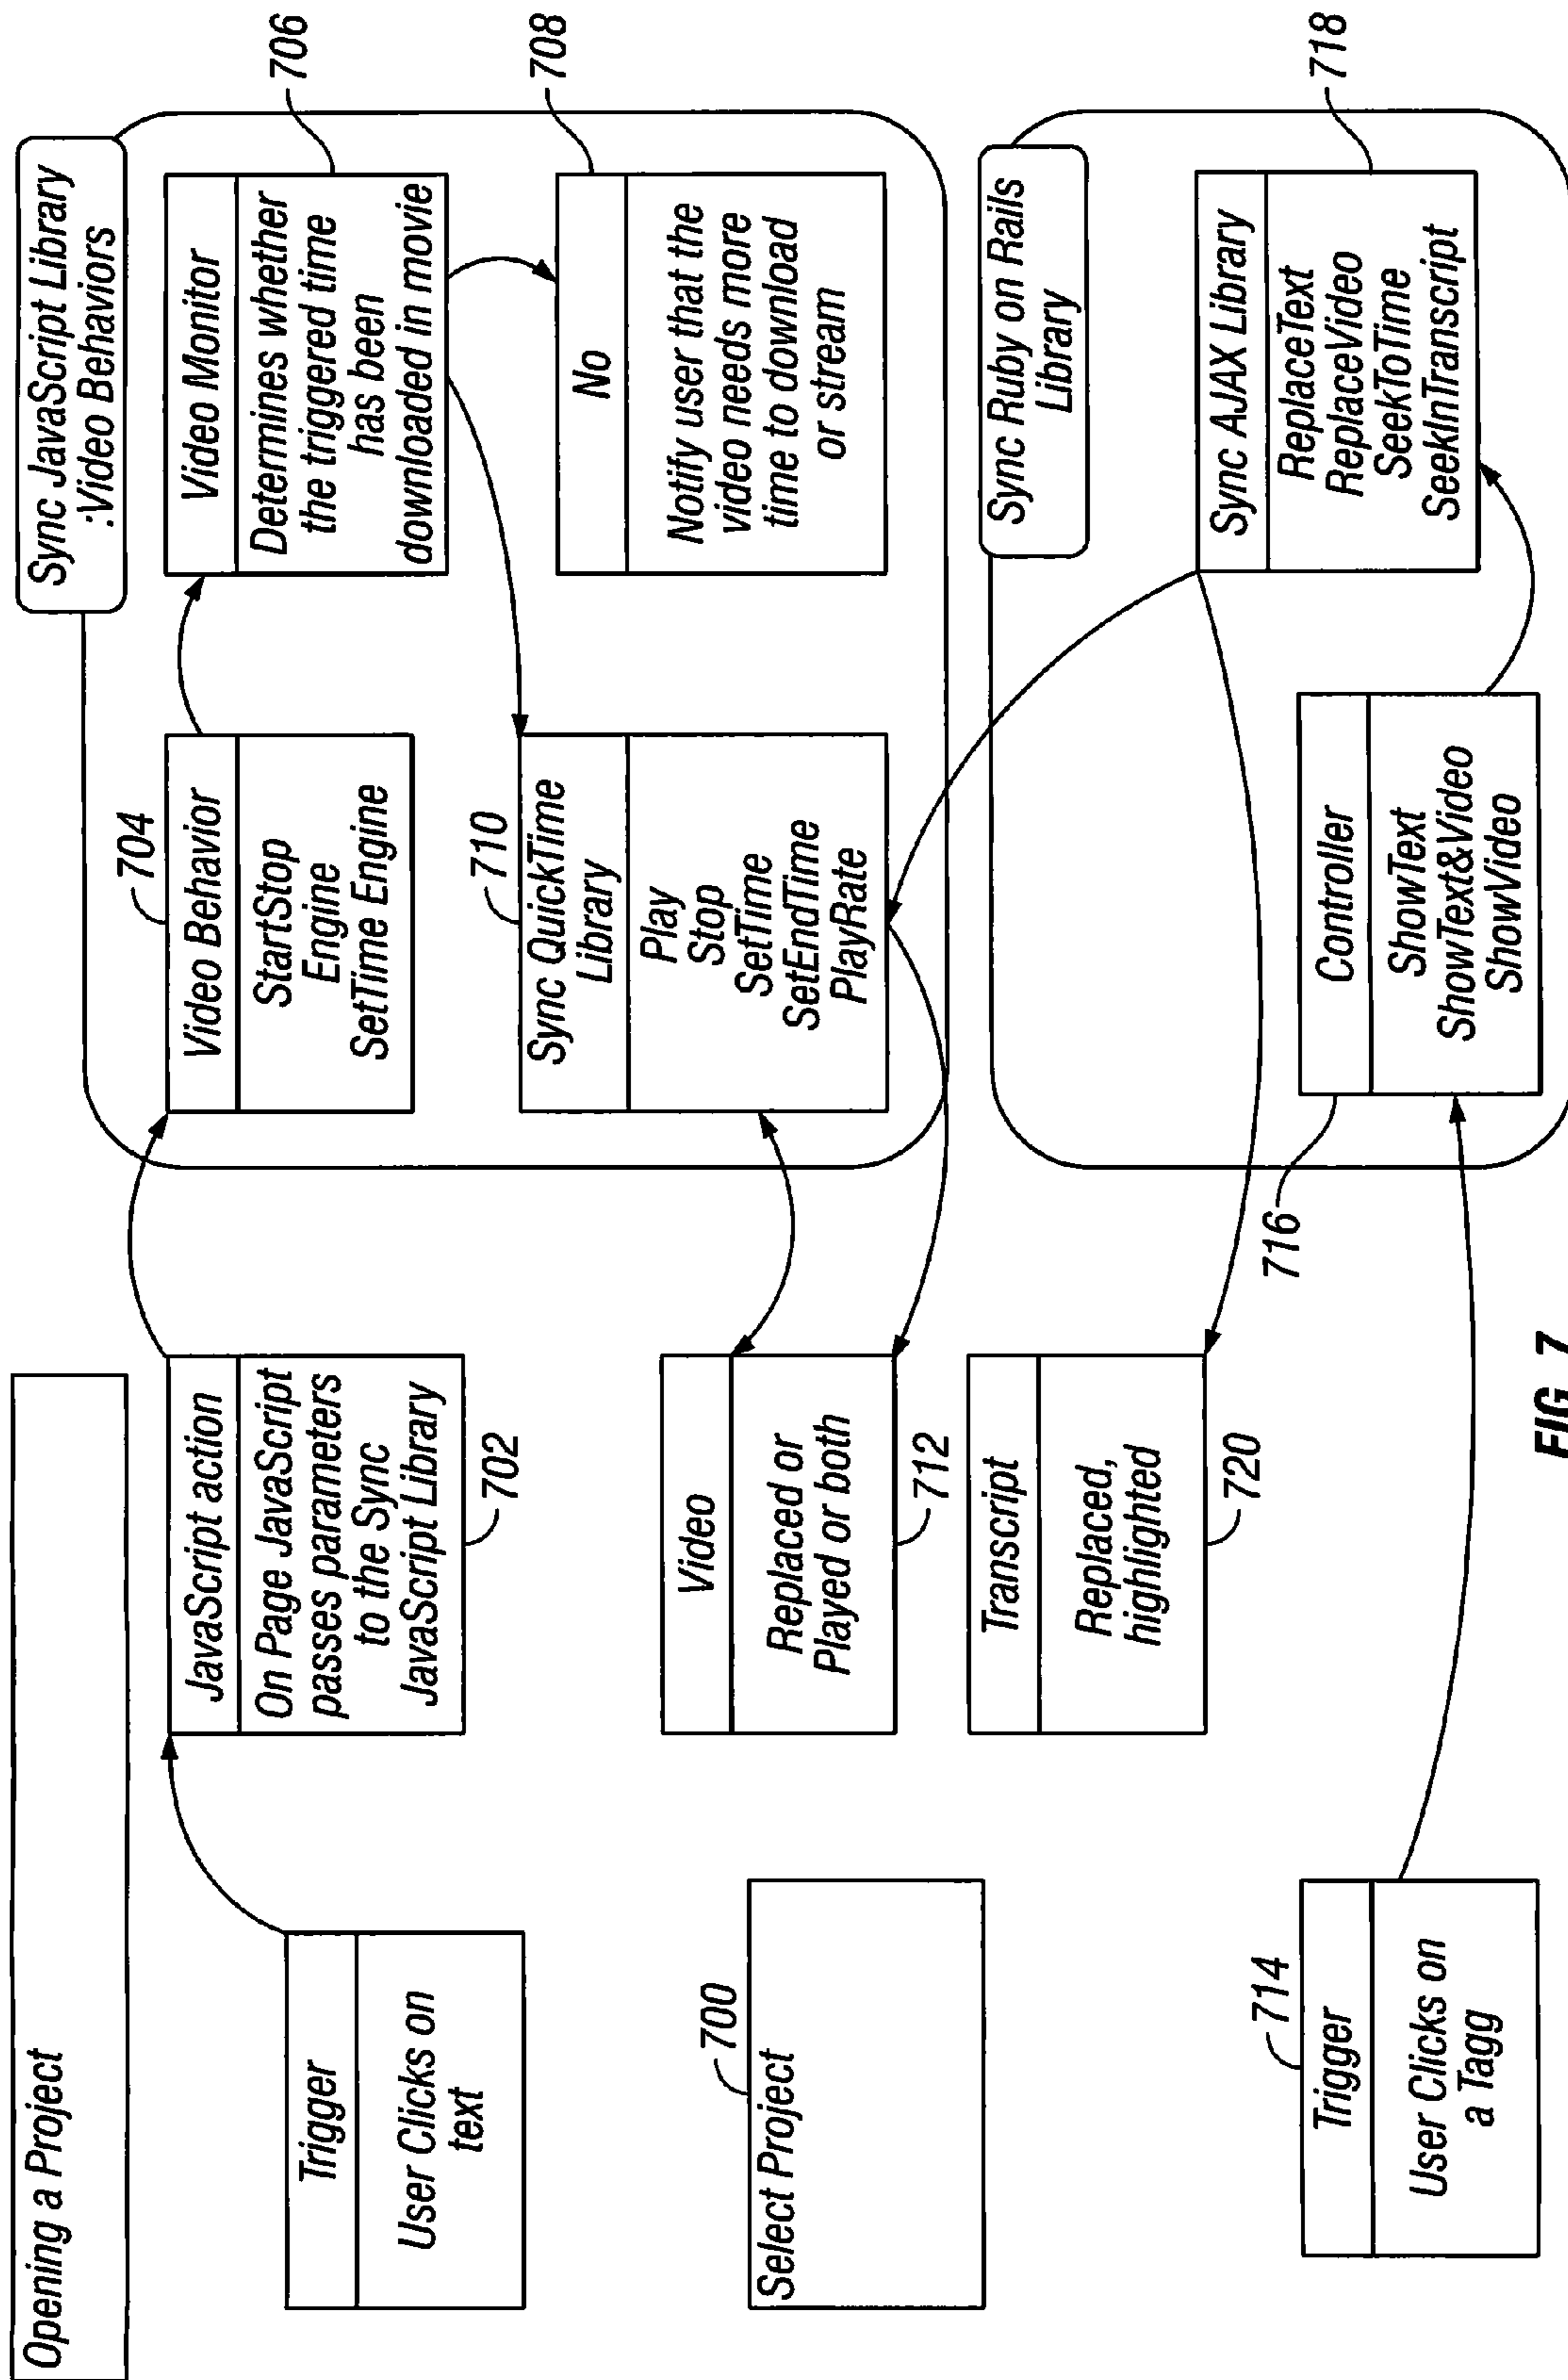 Opening a Project
Sync JavaScript Library
:Video Behaviors
Trigger
User Clicks on
text
JavaScript action
On Page JavaScript
passes parameters
to the Sync
JavaScript Library
702
704
Video Behavior
StartStop
Engine
SetTime Engine
Video Monitor
Determines whether
the triggered time
has been
downloaded in movie
706
700
Select Project
Video
Replaced or
Played or both
712
710
Sync QuickTime
Library
Play
Stop
SetTime
SetEndTime
PlayRate
No
Notify user that the
video needs more
time to download
or stream
708
Transcript
Replaced,
highlighted
720
Sync Ruby on Rails
Library
714
Trigger
User Clicks on
a Tagg
716
Controller
ShowText
ShowText&Video
ShowVideo
Sync AJAX Library
ReplaceText
ReplaceVideo
SeekToTime
SeekInTranscript
718
FIG. 7